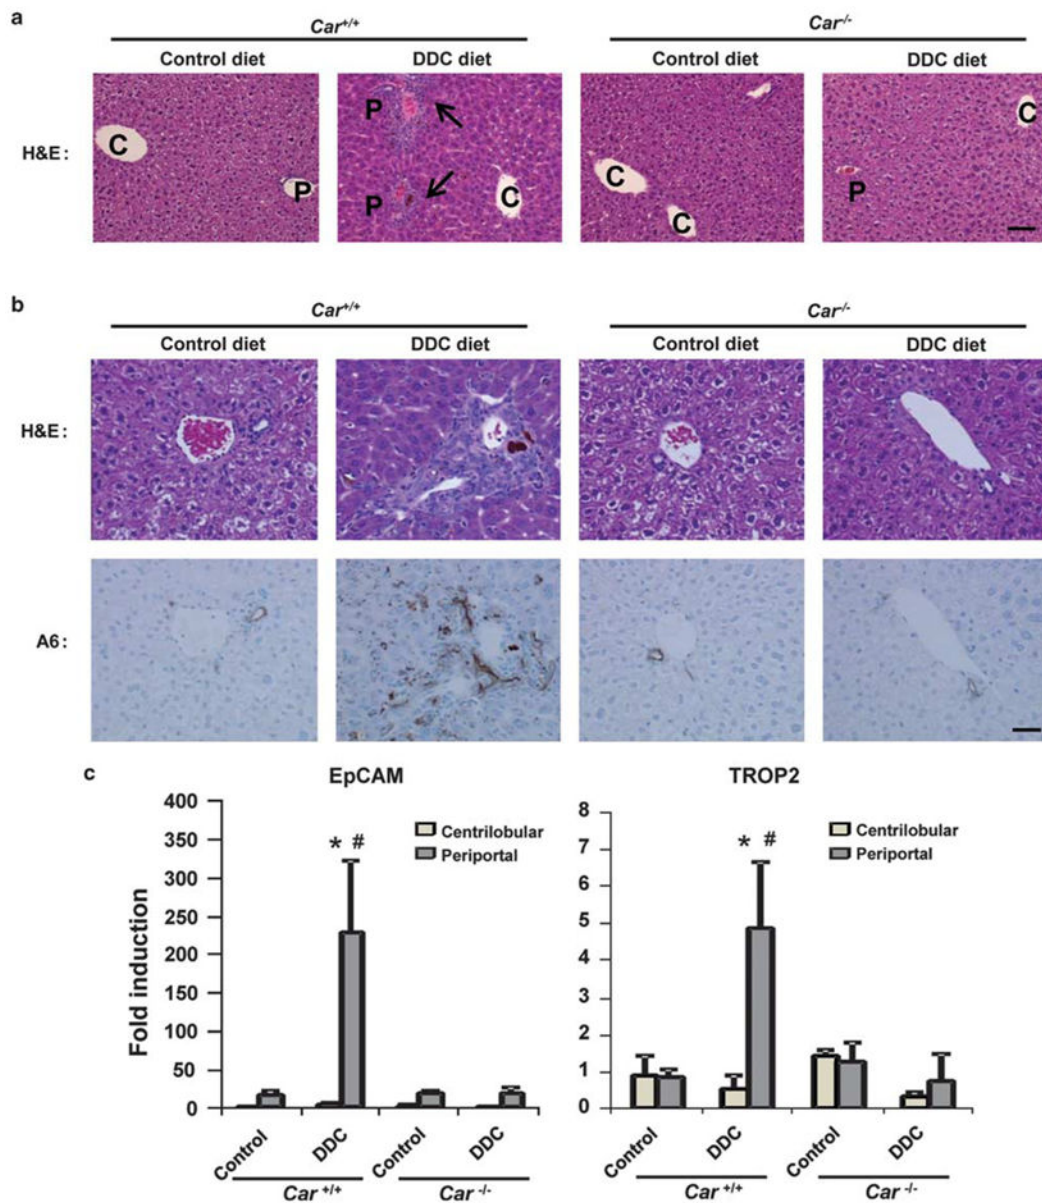 a
Car+/+ Car-/-
Control diet DDC diet Control diet DDC diet
H&E:
C P P P C C C C P
b
Car+/+ Car-/-
Control diet DDC diet Control diet DDC diet
H&E:
A6:
c
EpCAM TROP2
Fold induction
400
350
300
250
200
150
100
50
0
* #
Centrilobular
Periportal
Control DDC Control DDC
Car +/+ Car -/-
8
7
6
5
4
3
2
1
0
* #
Centrilobular
Periportal
Control DDC Control DDC
Car +/+ Car -/-